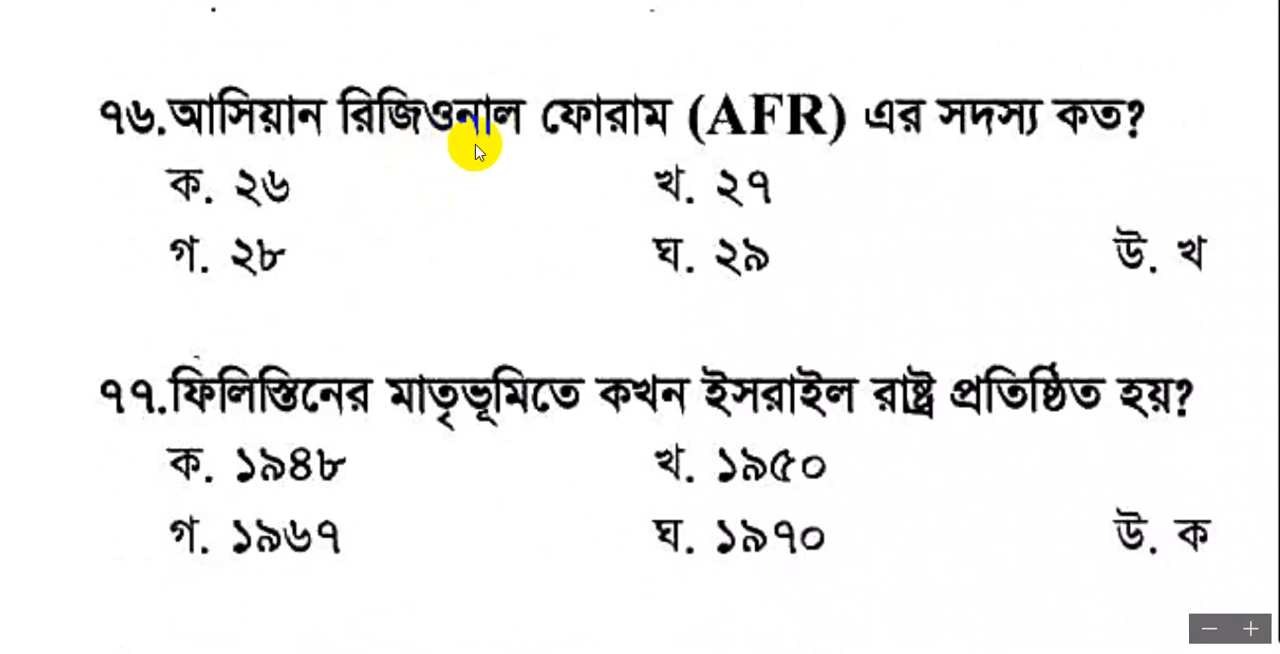 ৭৬.আসিয়ান রিজিওনাল ফোরাম (AFR) এর সদস্য কত?
ক. ২৬ খ. ২৭
গ. ২৮ ঘ. ২৯ উ. খ
৭৭.ফিলিস্তিনের মাতৃভূমিতে কখন ইসরাইল রাষ্ট্র প্রতিষ্ঠিত হয়?
ক. ১৯৪৮ খ. ১৯৫০
গ. ১৯৬৭ ঘ. ১৯৭০ উ. ক